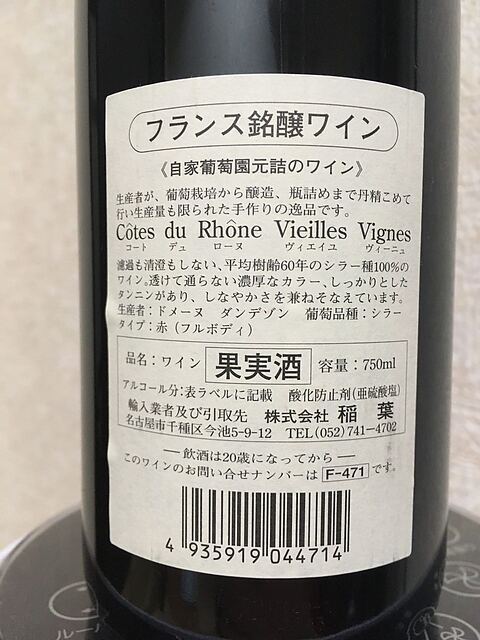 フランス銘醸ワイン
《自家葡萄園元詰のワイン》
生産者が、葡萄栽培から醸造、瓶詰めまで丹精こめて
行い生産量も限られた手作りの逸品です。
Côtes du Rhône Vieilles Vignes
コート デュ ローヌ ヴィエイユ ヴィーニュ
濾過も清澄もしない、平均樹齢60年のシラー種100%の
ワイン。透けて通らない濃厚なカラー、しっかりとした
タンニンがあり、しなやかさを兼ねそなえています。
生産者：ドメーヌ ダンデゾン 葡萄品種：シラー
タイプ：赤（フルボディ）
品名：ワイン 果実酒 容量：750ml
アルコール分：表ラベルに記載 酸化防止剤（亜硫酸塩）
輸入業者及び引取先 株式会社 稲葉
名古屋市千種区今池5-9-12 TEL(052)741-4702
— 飲酒は20歳になってから —
このワインのお問い合せナンバーは F-471 です。
4 935919 044714
ルー